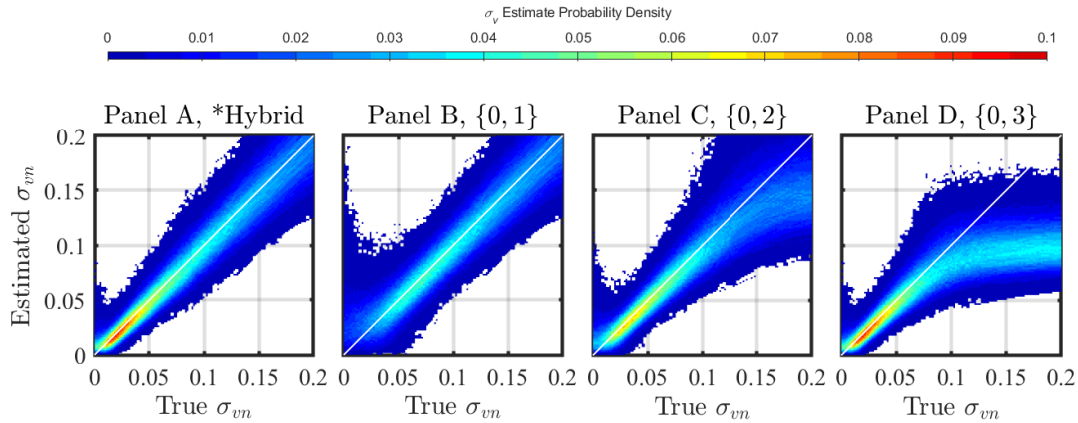 σv Estimate Probability Density
0 0.01 0.02 0.03 0.04 0.05 0.06 0.07 0.08 0.09 0.1
Panel A, *Hybrid Panel B, {0, 1} Panel C, {0, 2} Panel D, {0, 3}
Estimated σvn
0.2
0.15
0.1
0.05
0
0 0.05 0.1 0.15 0.2 0 0.05 0.1 0.15 0.2 0 0.05 0.1 0.15 0.2 0 0.05 0.1 0.15 0.2
True σvn True σvn True σvn True σvn